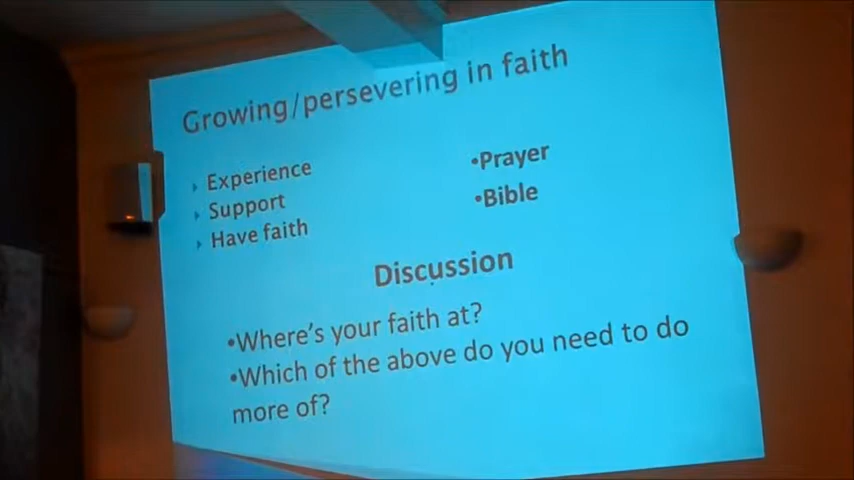 Growing/persevering in faith
Experience
Support
Have faith
•Prayer
•Bible
Discussion
•Where's your faith at?
•Which of the above do you need to do
more of?